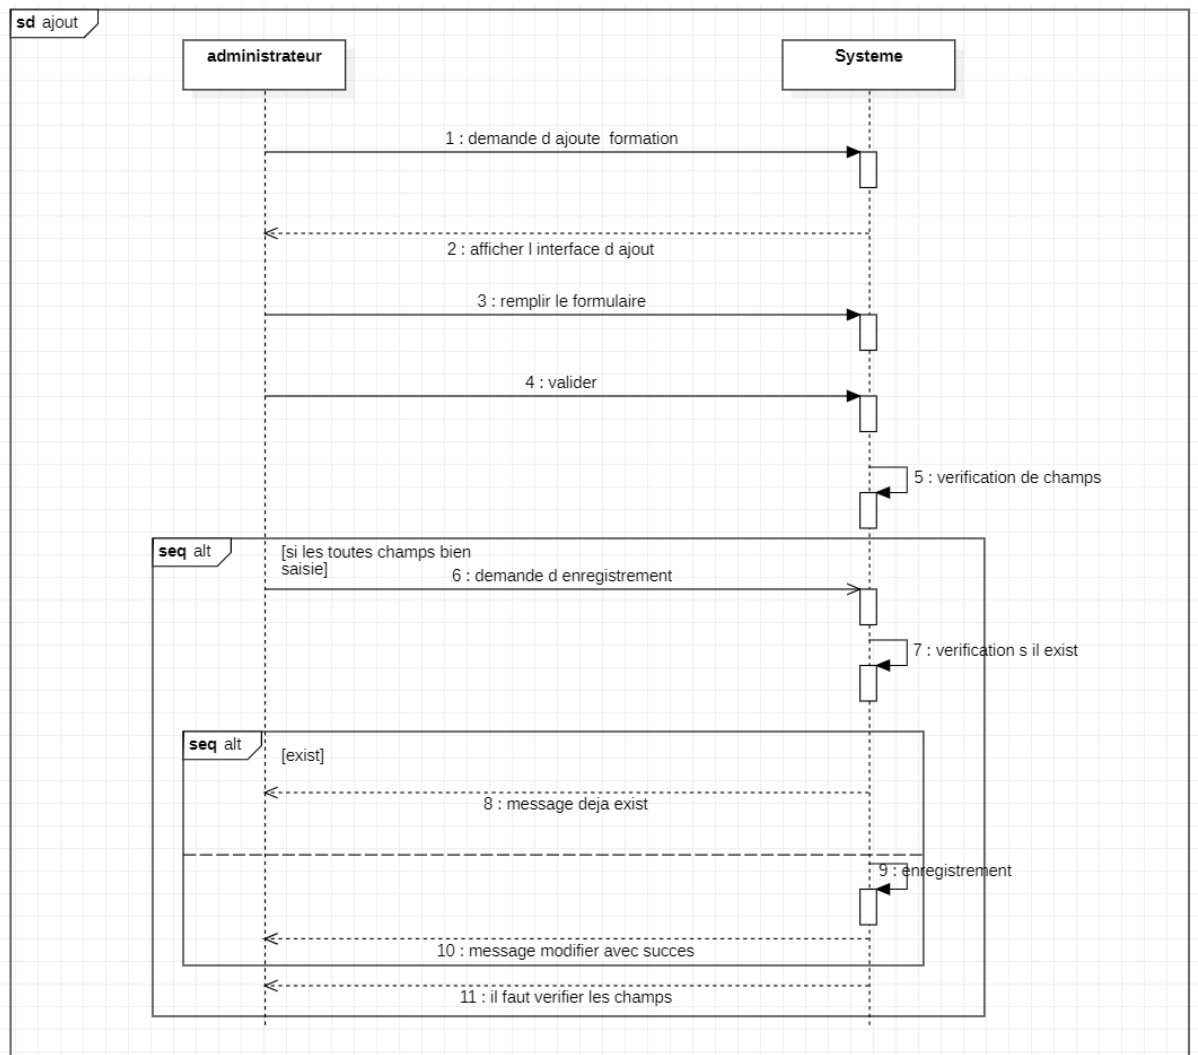 sd ajout
administrateur
Systeme
1 : demande d ajoute  formation
2 : afficher l interface d ajout
3 : remplir le formulaire
4 : valider
5 : verification de champs
seq alt
[si les toutes champs bien
saisie]
6 : demande d enregistrement
7 : verification s il exist
seq alt
[exist]
8 : message deja exist
9 : enregistrement
10 : message modifier avec succes
11 : il faut verifier les champs